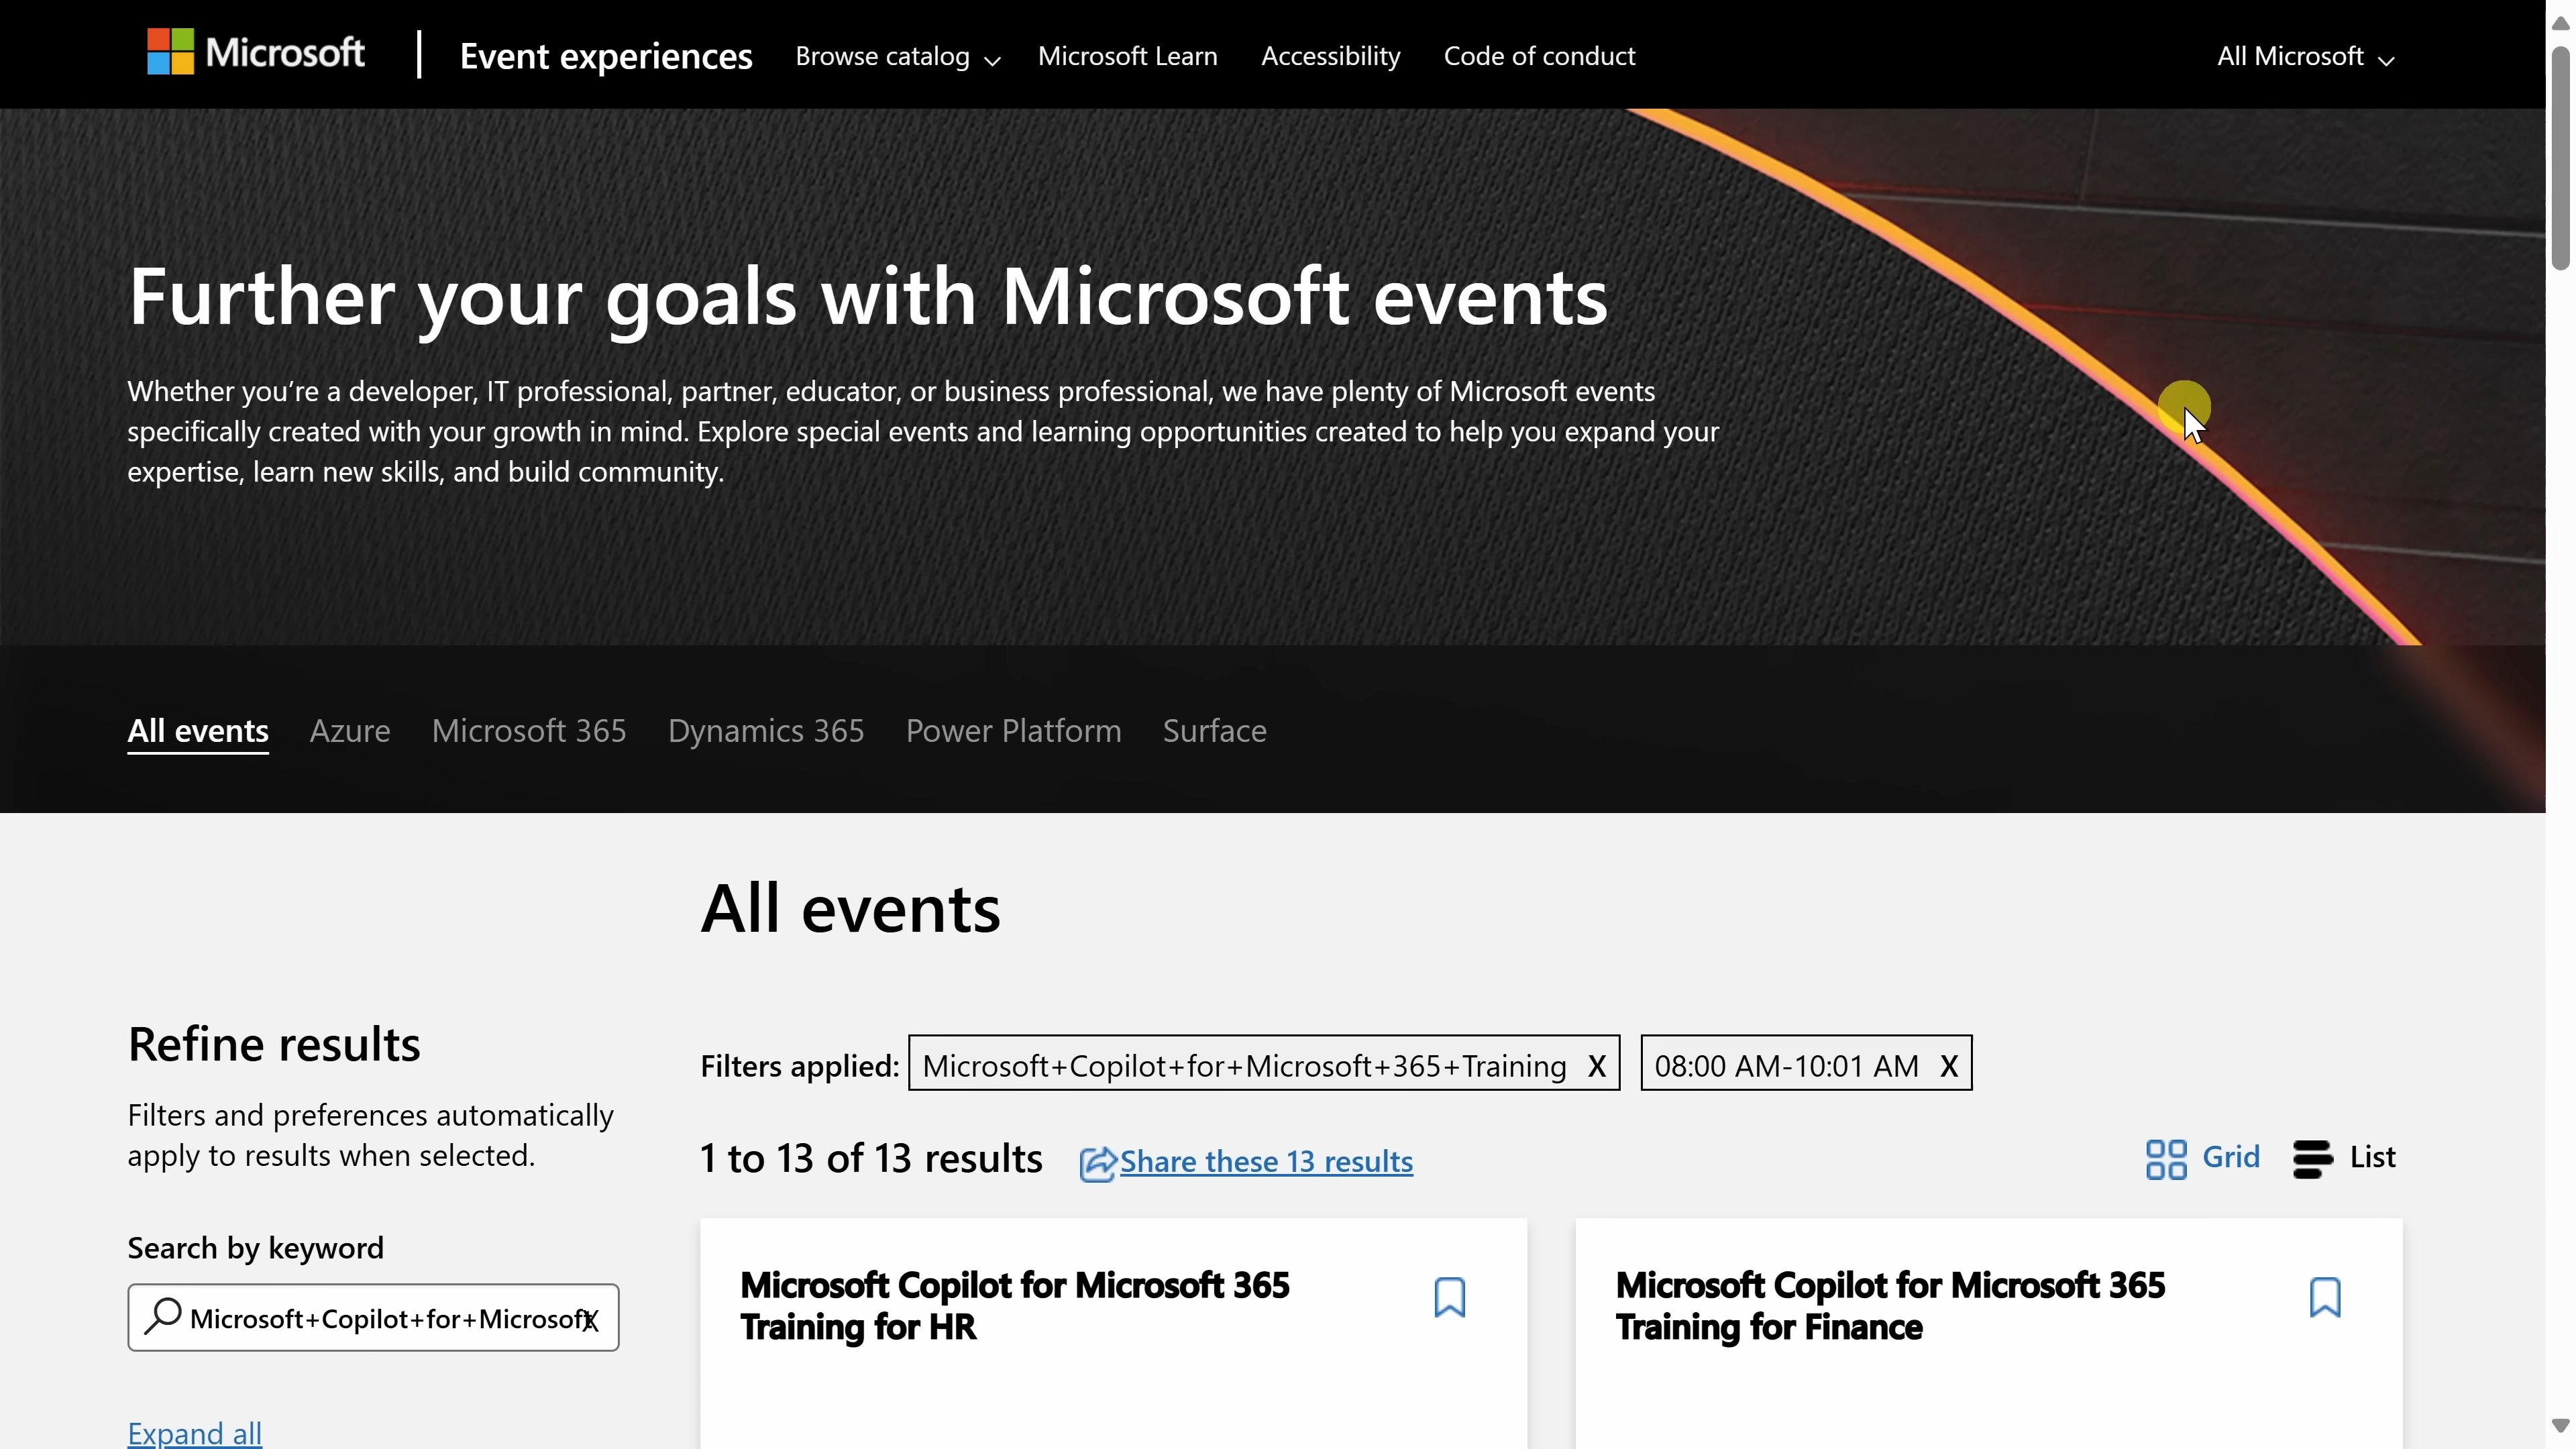 Microsoft
Event experiences
Browse catalog
Microsoft Learn
Accessibility
Code of conduct
All Microsoft
Further your goals with Microsoft events
Whether you’re a developer, IT professional, partner, educator, or business professional, we have plenty of Microsoft events
specifically created with your growth in mind. Explore special events and learning opportunities created to help you expand your
expertise, learn new skills, and build community.
All events
Azure
Microsoft 365
Dynamics 365
Power Platform
Surface
All events
Refine results
Filters and preferences automatically
apply to results when selected.
Search by keyword
Microsoft+Copilot+for+Microsoft X
Expand all
Filters applied: Microsoft+Copilot+for+Microsoft+365+Training X 08:00 AM-10:01 AM X
1 to 13 of 13 results
Share these 13 results
Grid
List
Microsoft Copilot for Microsoft 365
Training for HR
Microsoft Copilot for Microsoft 365
Training for Finance